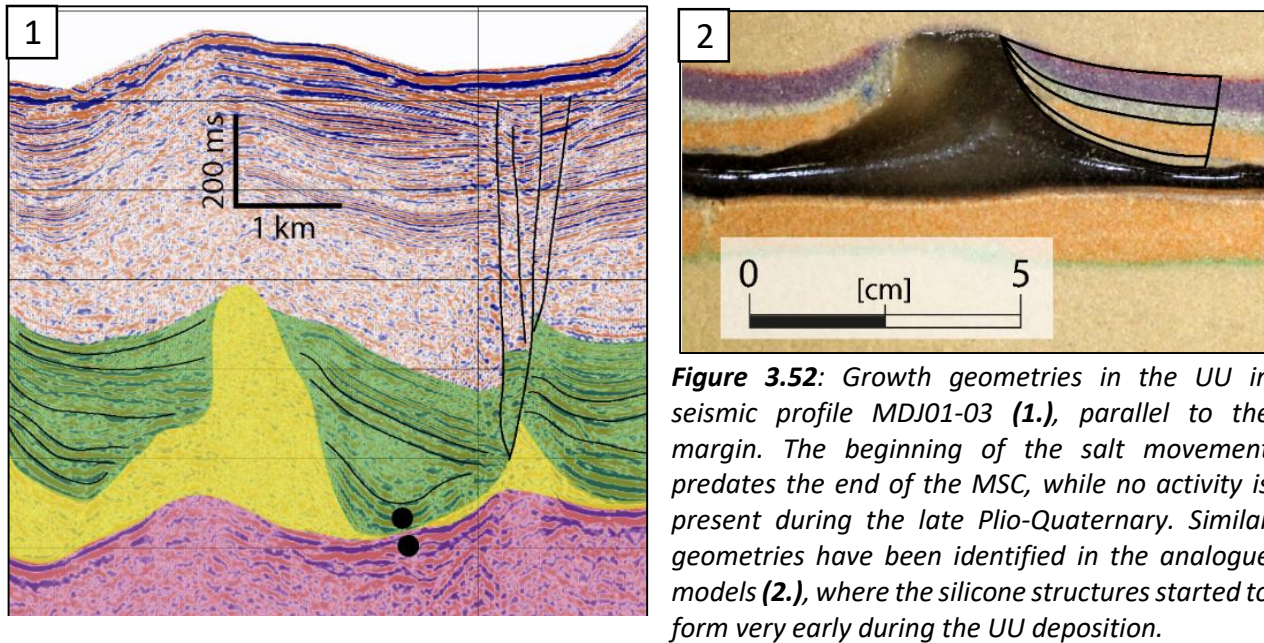 1
200 ms
1 km
2
0
5
[cm]
Figure 3.52: Growth geometries in the UU in
seismic profile MDJ01-03 (1.), parallel to the
margin. The beginning of the salt movement
predates the end of the MSC, while no activity is
present during the late Plio-Quaternary. Similar
geometries have been identified in the analogue
models (2.), where the silicone structures started to
form very early during the UU deposition.